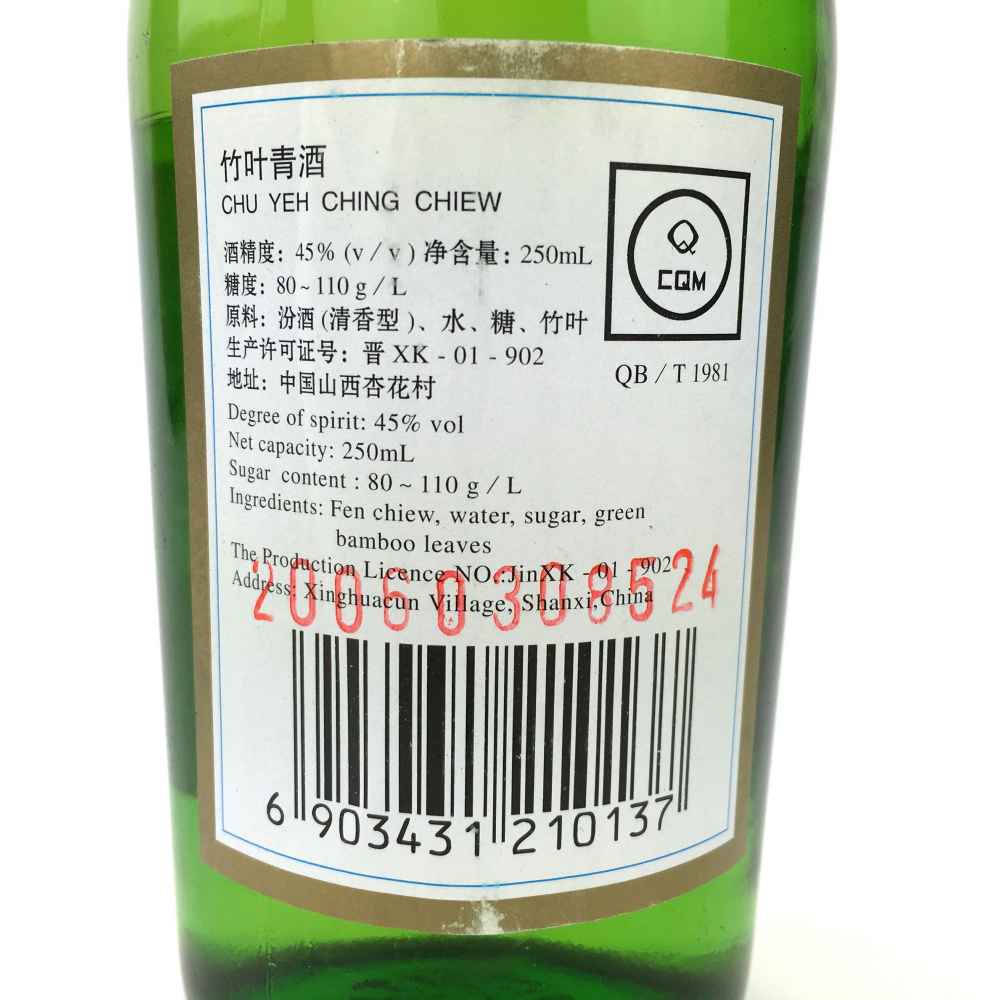 竹叶青酒
CHU YEH CHING CHIEW
酒精度：45% (v / v) 净含量：250mL
糖度：80~110 g / L
原料：汾酒 (清香型)、水、糖、竹叶
生产许可证号：晋 XK - 01 - 902
地址：中国山西杏花村
Q
CQM
QB / T 1981
Degree of spirit: 45% vol
Net capacity: 250mL
Sugar content : 80 ~ 110 g / L
Ingredients: Fen chiew, water, sugar, green
bamboo leaves
The Production Licence NO.:JinXK - 01 - 902
Address: Xinghuacun Village, Shanxi,China
20060308524
6 903431 210137